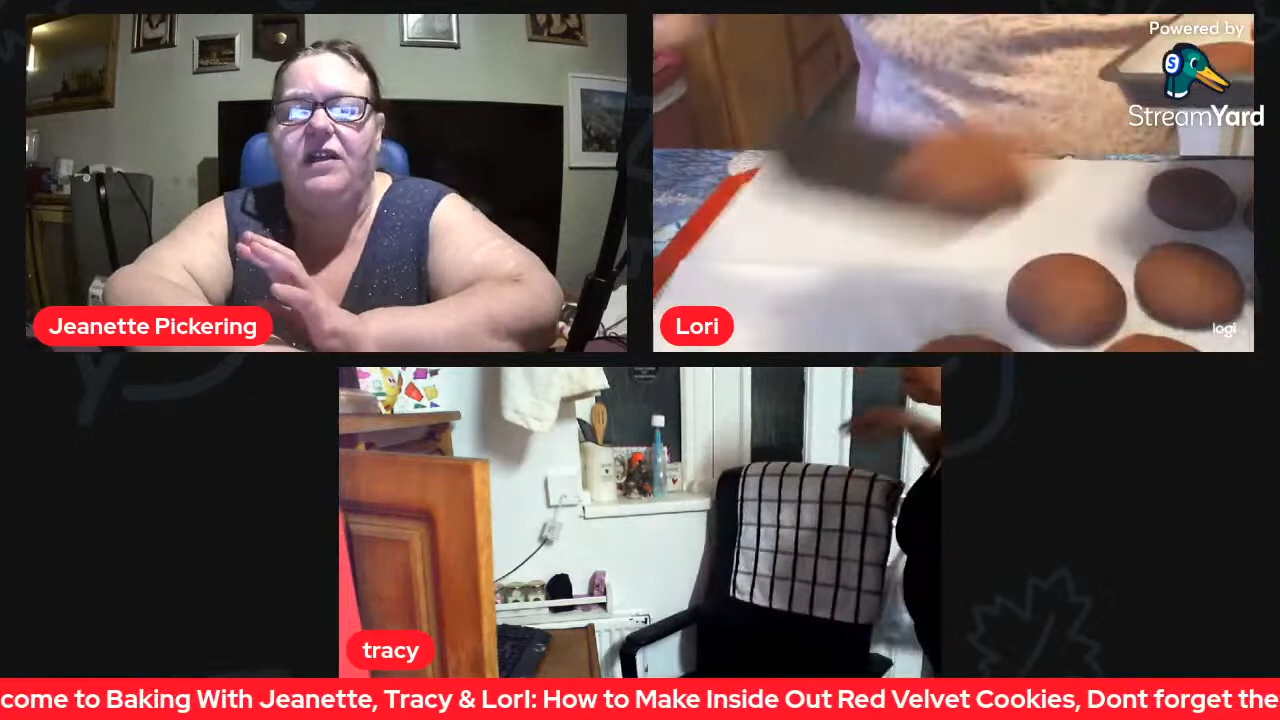 Powered by
StreamYard
Jeanette Pickering
Lori
logi
tracy
come to Baking With Jeanette, Tracy & LorI: How to Make Inside Out Red Velvet Cookies, Dont forget the